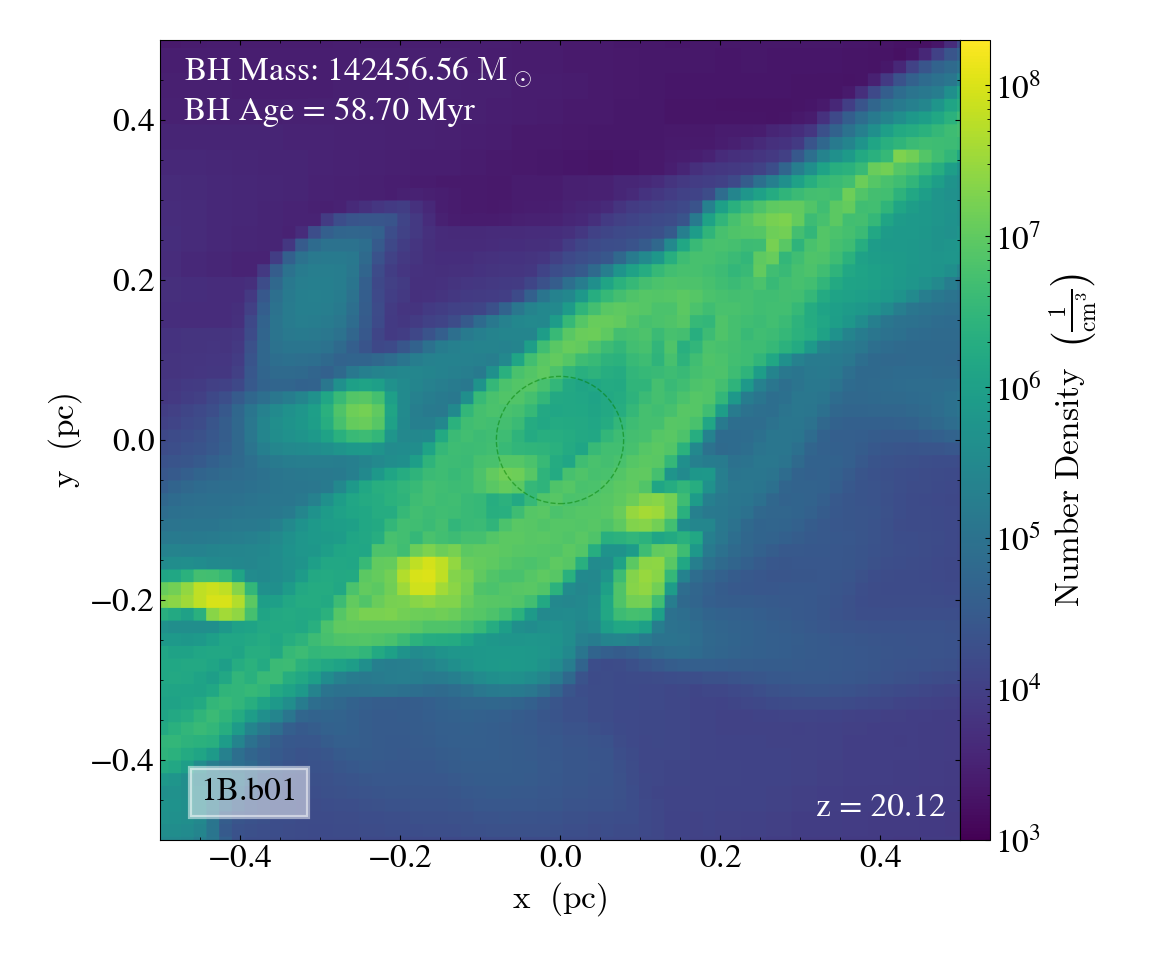 BH Mass: 142456.56 M⊙
BH Age = 58.70 Myr
0.4
0.2
0.0
−0.2
−0.4
y (pc)
1B.b01
z = 20.12
−0.4 −0.2 0.0 0.2 0.4
x (pc)
10⁸
10⁷
10⁶
10⁵
10⁴
10³
Number Density (1/cm³)